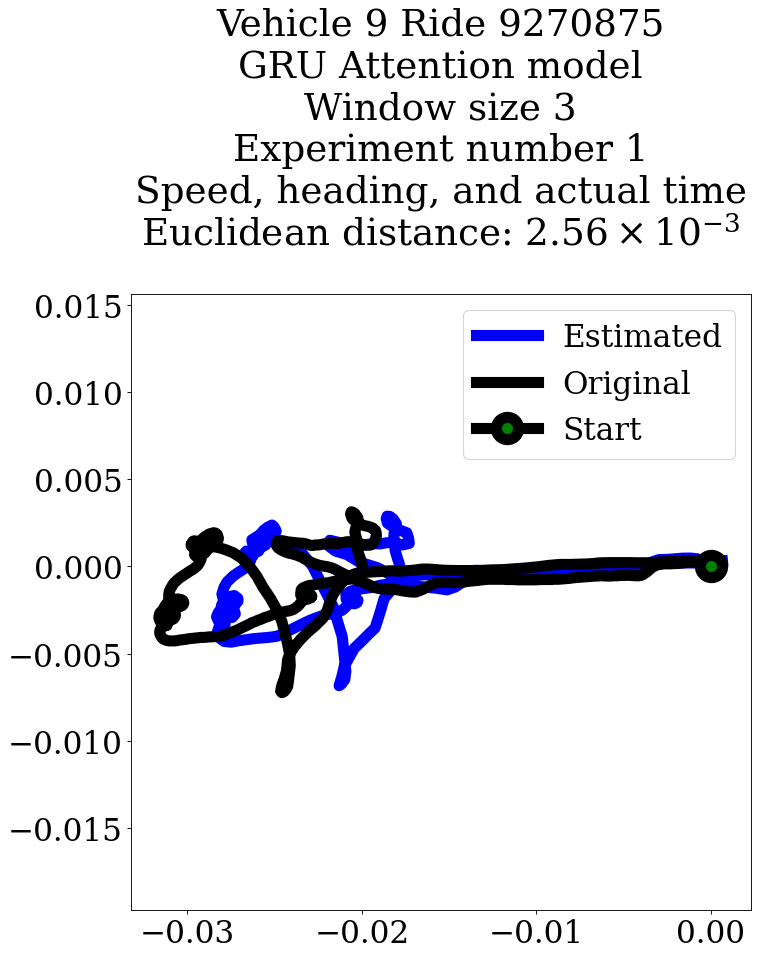 Vehicle 9 Ride 9270875
GRU Attention model
Window size 3
Experiment number 1
Speed, heading, and actual time
Euclidean distance: 2.56 × 10⁻³
0.015
0.010
0.005
0.000
−0.005
−0.010
−0.015
Estimated
Original
Start
−0.03 −0.02 −0.01 0.00